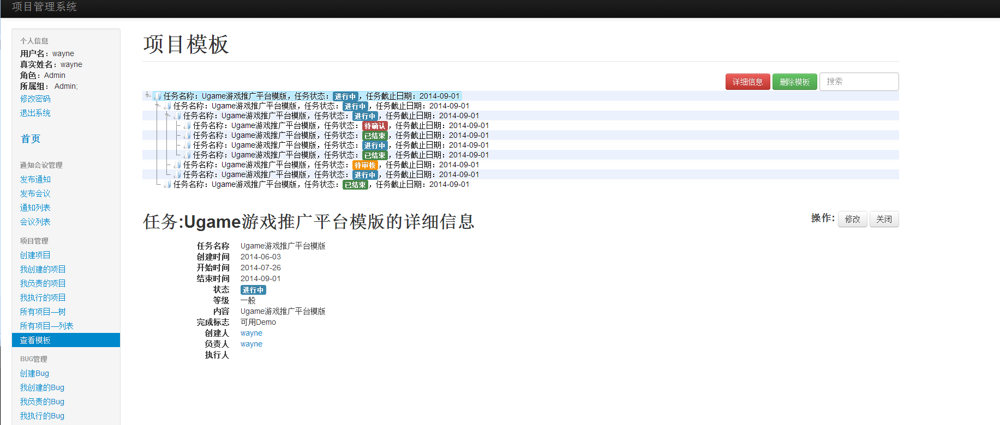 项目管理系统
个人信息
用户名：wayne
真实姓名：wayne
角色：Admin
所属组： Admin;
修改密码
退出系统
首页
通知会议管理
发布通知
发布会议
通知列表
会议列表
项目管理
创建项目
我创建的项目
我负责的项目
我执行的项目
所有项目—树
所有项目—列表
查看模板
BUG管理
创建Bug
我创建的Bug
我负责的Bug
我执行的Bug
项目模板
详细信息 删除模板 搜索
任务名称：Ugame游戏推广平台模版，任务状态：进行中，任务截止日期：2014-09-01
任务名称：Ugame游戏推广平台模版，任务状态：进行中，任务截止日期：2014-09-01
任务名称：Ugame游戏推广平台模版，任务状态：进行中，任务截止日期：2014-09-01
任务名称：Ugame游戏推广平台模版，任务状态：待确认，任务截止日期：2014-09-01
任务名称：Ugame游戏推广平台模版，任务状态：已结束，任务截止日期：2014-09-01
任务名称：Ugame游戏推广平台模版，任务状态：进行中，任务截止日期：2014-09-01
任务名称：Ugame游戏推广平台模版，任务状态：已结束，任务截止日期：2014-09-01
任务名称：Ugame游戏推广平台模版，任务状态：待审核，任务截止日期：2014-09-01
任务名称：Ugame游戏推广平台模版，任务状态：进行中，任务截止日期：2014-09-01
任务名称：Ugame游戏推广平台模版，任务状态：已结束，任务截止日期：2014-09-01
任务:Ugame游戏推广平台模版的详细信息
操作: 修改 关闭
任务名称 Ugame游戏推广平台模版
创建时间 2014-06-03
开始时间 2014-07-26
结束时间 2014-09-01
状态 进行中
等级 一般
内容 Ugame游戏推广平台模版
完成标志 可用Demo
创建人 wayne
负责人 wayne
执行人